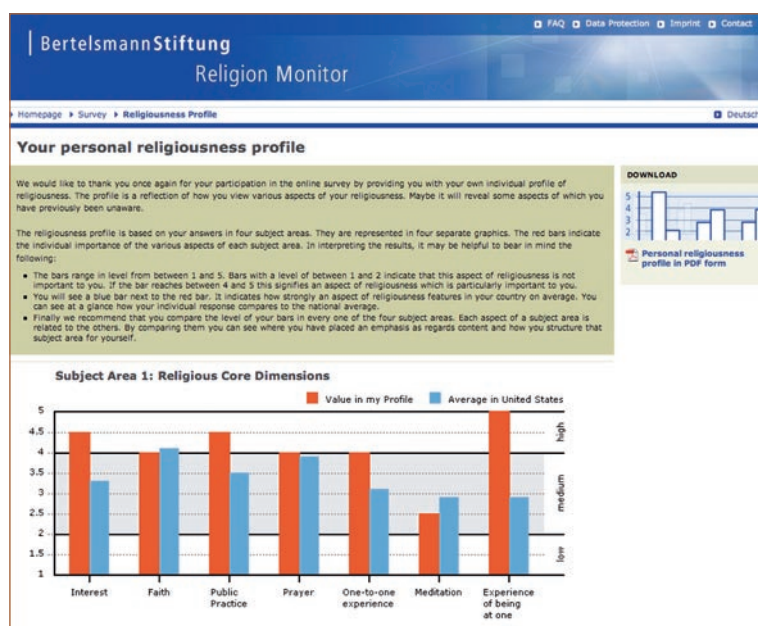 FAQ Data Protection Imprint Contact
BertelsmannStiftung
Religion Monitor
Homepage Survey Religiousness Profile Deutsch
Your personal religiousness profile
We would like to thank you once again for your participation in the online survey by providing you with your own individual profile of
religiousness. The profile is a reflection of how you view various aspects of your religiousness. Maybe it will reveal some aspects of which you
have previously been unaware.
The religiousness profile is based on your answers in four subject areas. They are represented in four separate graphics. The red bars indicate
the individual importance of the various aspects of each subject area. In interpreting the results, it may be helpful to bear in mind the
following:
The bars range in level from between 1 and 5. Bars with a level of between 1 and 2 indicate that this aspect of religiousness is not
important to you. If the bar reaches between 4 and 5 this signifies an aspect of religiousness which is particularly important to you.
You will see a blue bar next to the red bar. It indicates how strongly an aspect of religiousness features in your country on average. You
can see at a glance how your individual response compares to the national average.
Finally we recommend that you compare the level of your bars in every one of the four subject areas. Each aspect of a subject area is
related to the others. By comparing them you can see where you have placed an emphasis as regards content and how you structure that
subject area for yourself.
DOWNLOAD
5
4
3
2
Personal religiousness
profile in PDF form
Subject Area 1: Religious Core Dimensions
Value in my Profile Average in United States
5
4.5
4
3.5
3
2.5
2
1.5
1
high
medium
low
Interest Faith Public Practice Prayer One-to-one experience Meditation Experience of being at one